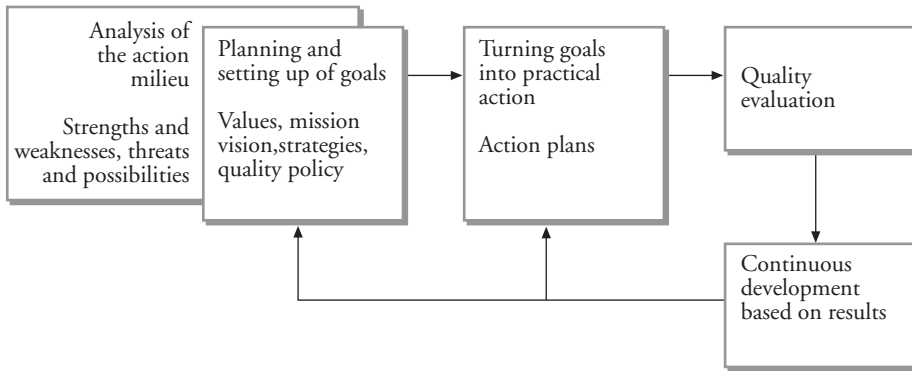 Analysis of
the action
milieu
Strengths and
weaknesses, threats
and possibilities
Planning and
setting up of goals
Values, mission
vision,strategies,
quality policy
Turning goals
into practical
action
Action plans
Quality
evaluation
Continuous
development
based on results